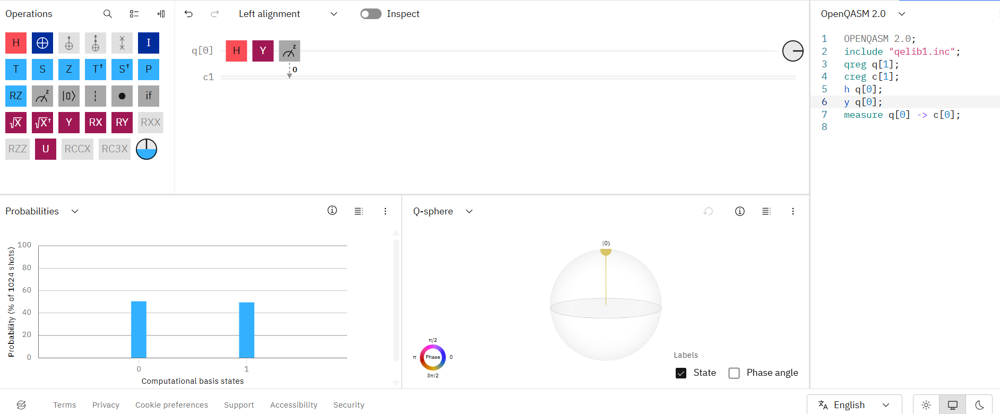 Operations
Left alignment
Inspect
OpenQASM 2.0
H
I
T S Z T† S† P
RZ z |0⟩ if
√X √X† Y RX RY RXX
RZZ U RCCX RC3X
q[0] H Y z
0
c1
1 OPENQASM 2.0;
2 include "qelib1.inc";
3 qreg q[1];
4 creg c[1];
5 h q[0];
6 y q[0];
7 measure q[0] -> c[0];
8
Probabilities
Probability (% of 1024 shots)
100
80
60
40
20
0
0 1
Computational basis states
Q-sphere
|0⟩
π/2
π Phase 0
3π/2
Labels
State Phase angle
Terms Privacy Cookie preferences Support Accessibility Security
English